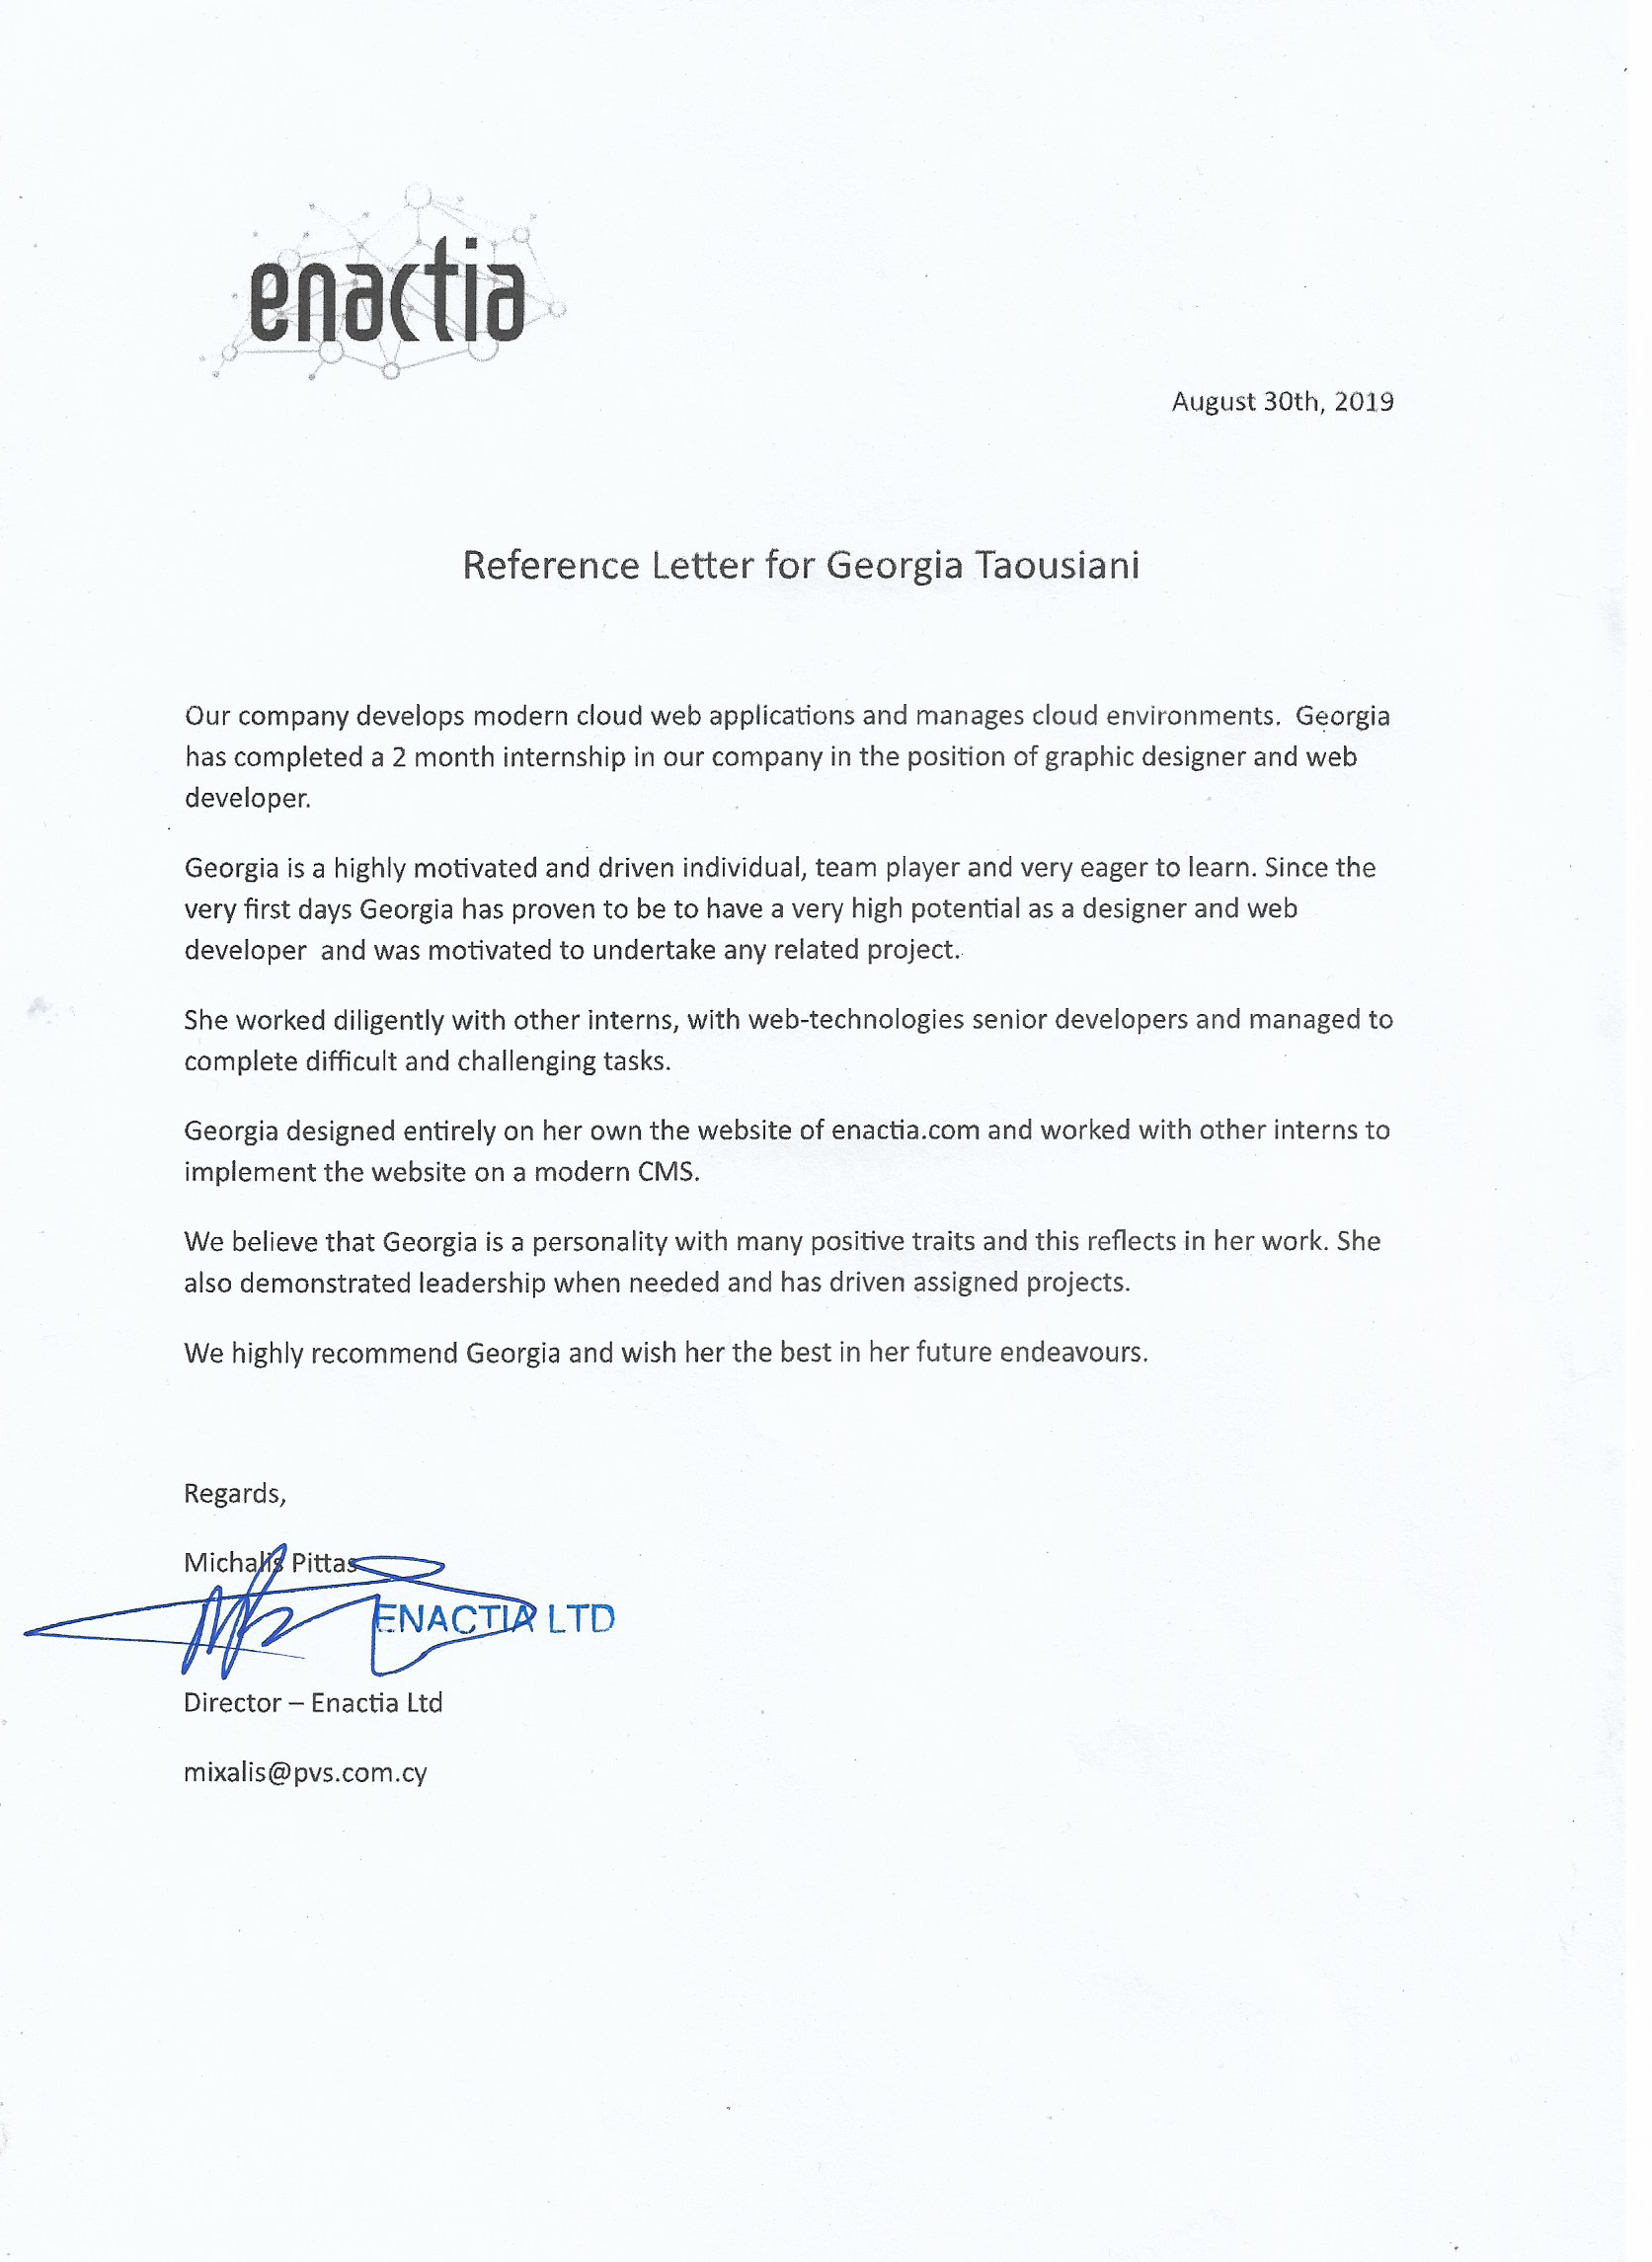 enactia
August 30th, 2019
Reference Letter for Georgia Taousiani
Our company develops modern cloud web applications and manages cloud environments.  Georgia
has completed a 2 month internship in our company in the position of graphic designer and web
developer.
Georgia is a highly motivated and driven individual, team player and very eager to learn. Since the
very first days Georgia has proven to be to have a very high potential as a designer and web
developer  and was motivated to undertake any related project.
She worked diligently with other interns, with web-technologies senior developers and managed to
complete difficult and challenging tasks.
Georgia designed entirely on her own the website of enactia.com and worked with other interns to
implement the website on a modern CMS.
We believe that Georgia is a personality with many positive traits and this reflects in her work. She
also demonstrated leadership when needed and has driven assigned projects.
We highly recommend Georgia and wish her the best in her future endeavours.
Regards,
Michalis Pittas
ENACTIA LTD
Director – Enactia Ltd
mixalis@pvs.com.cy